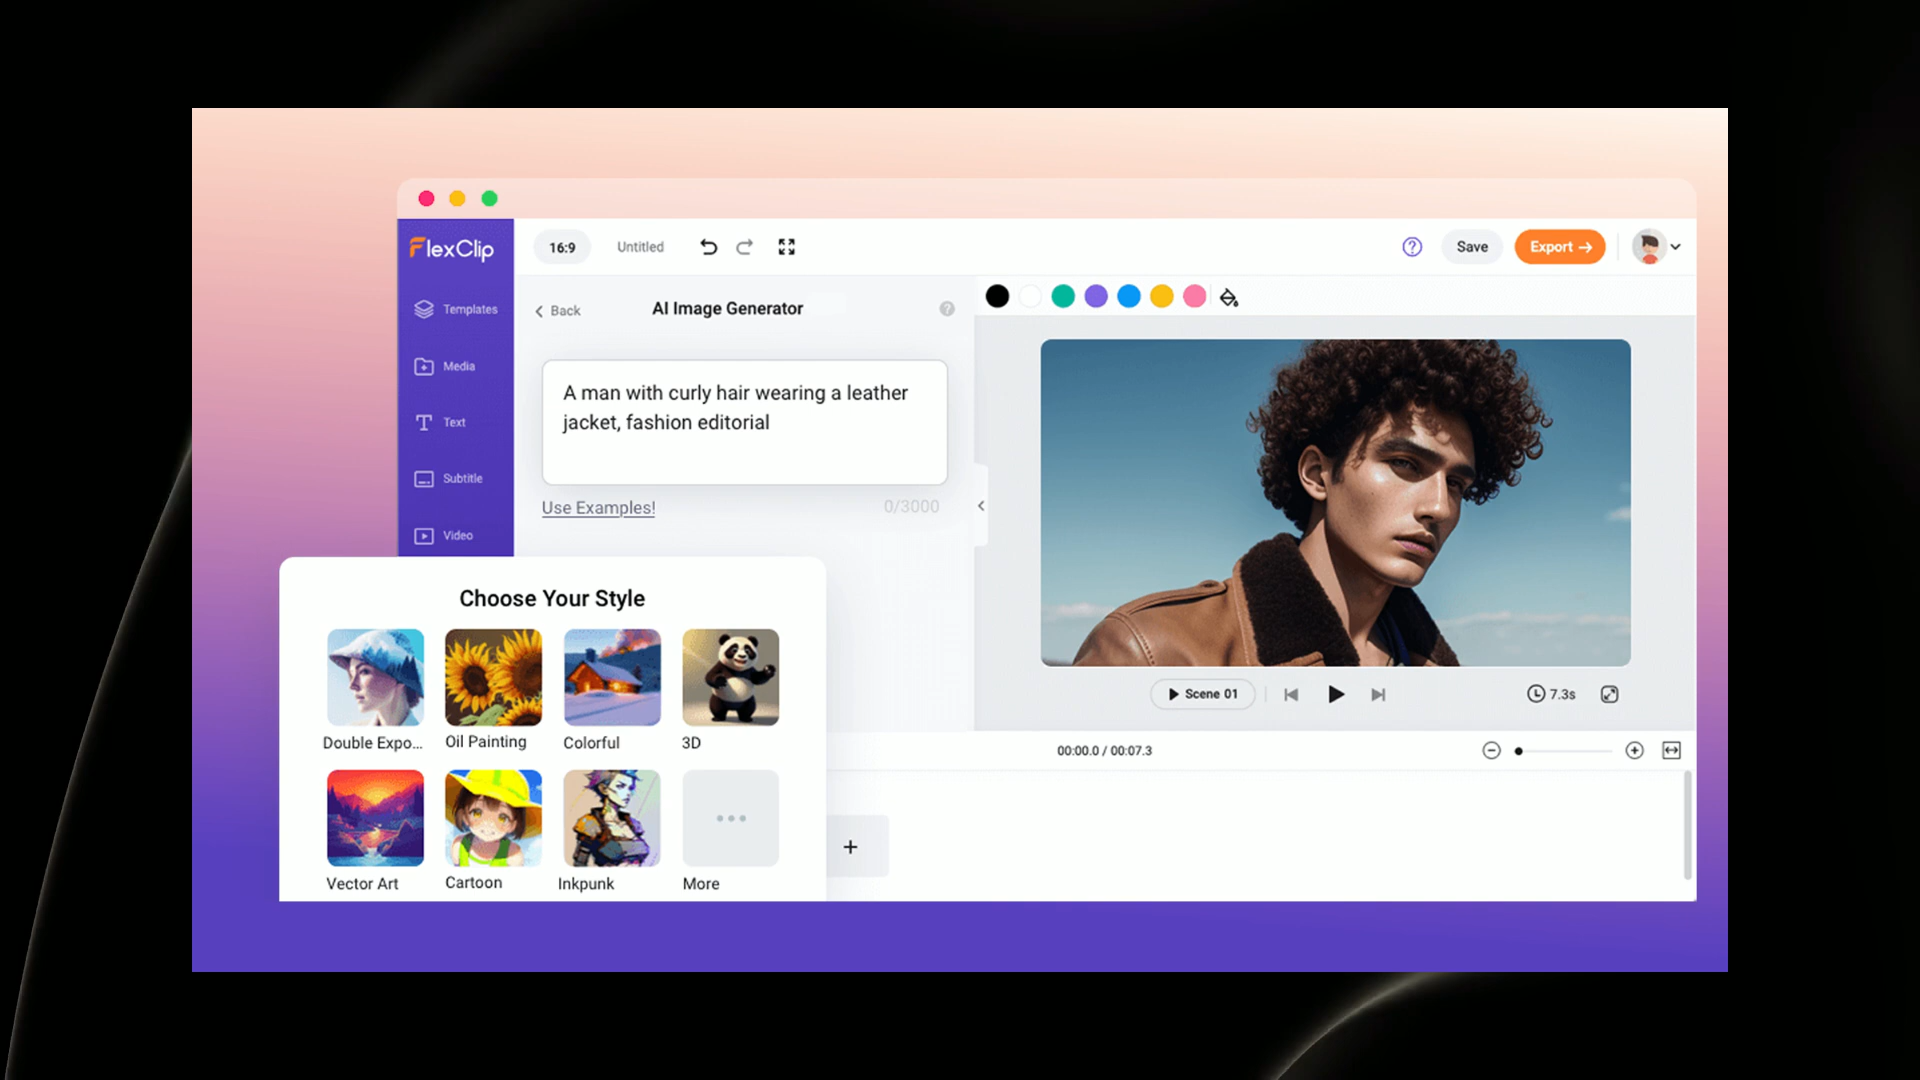 FlexClip
16:9
Untitled
Save
Export
Templates
Media
Text
Subtitle
Video
Back
AI Image Generator
A man with curly hair wearing a leather
jacket, fashion editorial
Use Examples!
0/3000
Scene 01
7.3s
00:00.0 / 00:07.3
Choose Your Style
Double Expo...
Oil Painting
Colorful
3D
Vector Art
Cartoon
Inkpunk
More